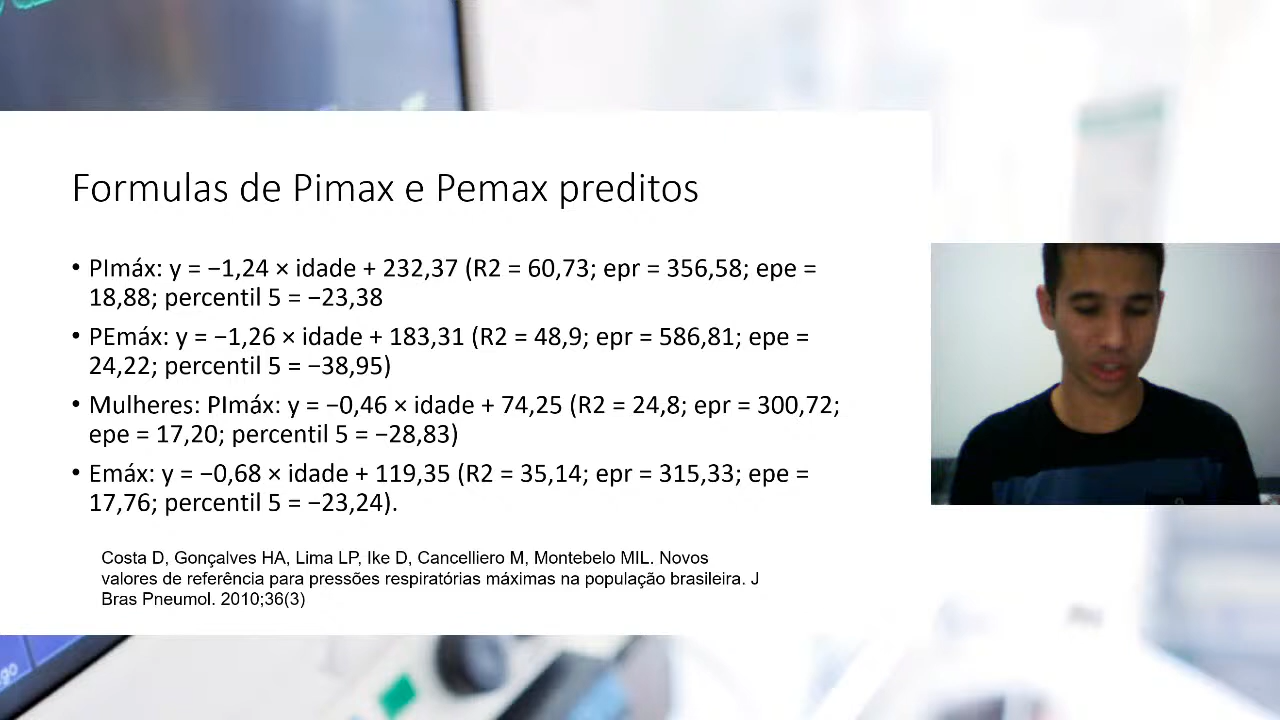 Formulas de Pimax e Pemax preditos
• PImáx: y = −1,24 × idade + 232,37 (R2 = 60,73; epr = 356,58; epe =
18,88; percentil 5 = −23,38
• PEmáx: y = −1,26 × idade + 183,31 (R2 = 48,9; epr = 586,81; epe =
24,22; percentil 5 = −38,95)
• Mulheres: PImáx: y = −0,46 × idade + 74,25 (R2 = 24,8; epr = 300,72;
epe = 17,20; percentil 5 = −28,83)
• Emáx: y = −0,68 × idade + 119,35 (R2 = 35,14; epr = 315,33; epe =
17,76; percentil 5 = −23,24).
Costa D, Gonçalves HA, Lima LP, Ike D, Cancelliero M, Montebelo MIL. Novos
valores de referência para pressões respiratórias máximas na população brasileira. J
Bras Pneumol. 2010;36(3)